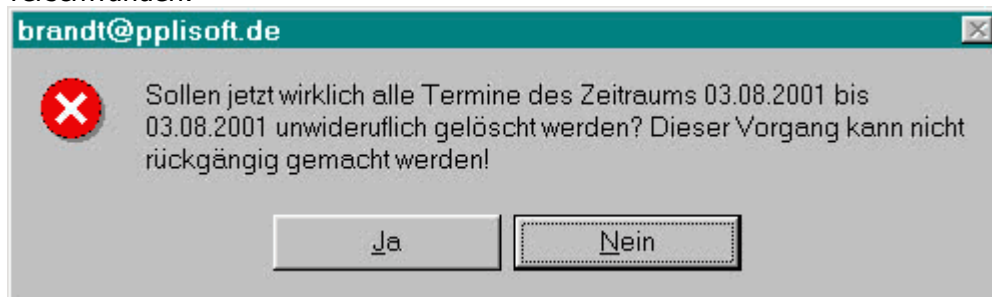 brandt@pplisoft.de
Sollen jetzt wirklich alle Termine des Zeitraums 03.08.2001 bis
03.08.2001 unwideruflich gelöscht werden? Dieser Vorgang kann nicht
rückgängig gemacht werden!
Ja
Nein